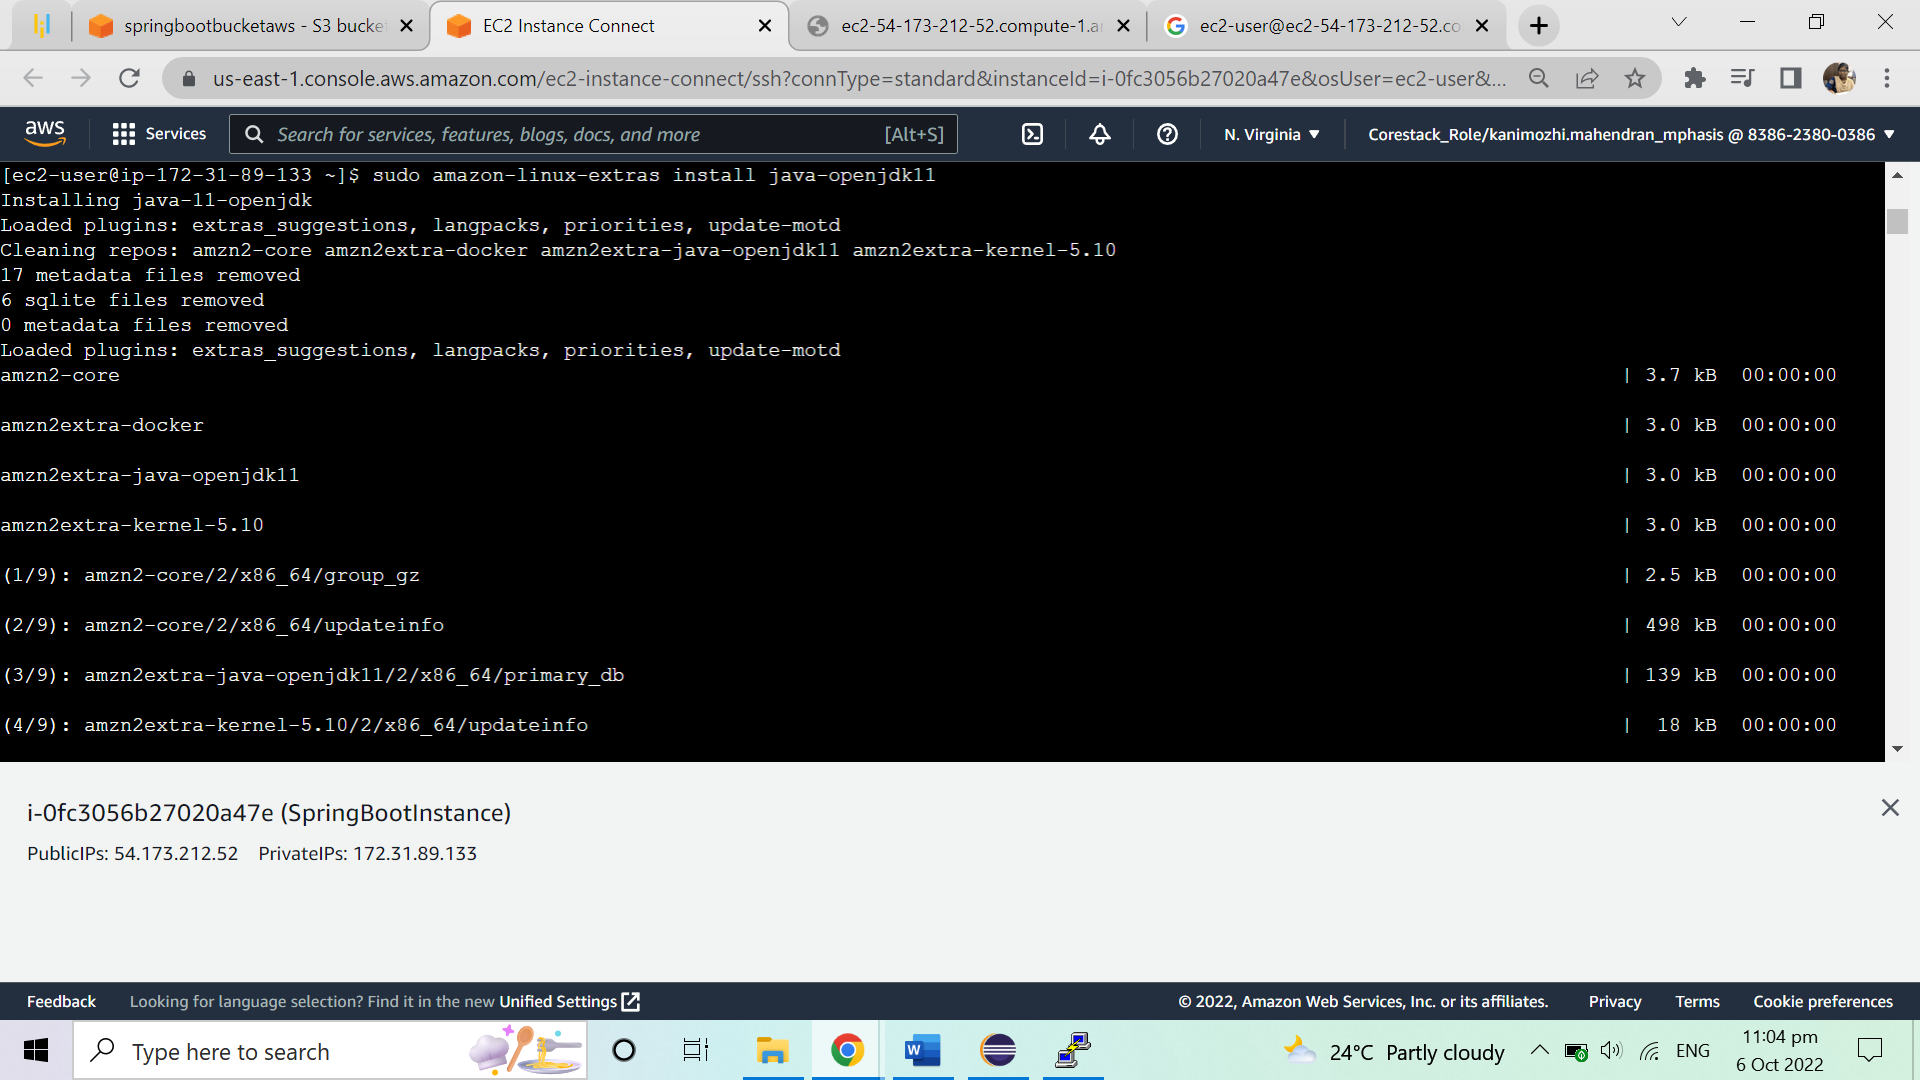 springbootbucketaws - S3 bucke
EC2 Instance Connect
ec2-54-173-212-52.compute-1.a
ec2-user@ec2-54-173-212-52.co
us-east-1.console.aws.amazon.com/ec2-instance-connect/ssh?connType=standard&instanceId=i-0fc3056b27020a47e&osUser=ec2-user&...
aws
Services
Search for services, features, blogs, docs, and more
[Alt+S]
N. Virginia
Corestack_Role/kanimozhi.mahendran_mphasis @ 8386-2380-0386
[ec2-user@ip-172-31-89-133 ~]$ sudo amazon-linux-extras install java-openjdk11
Installing java-11-openjdk
Loaded plugins: extras_suggestions, langpacks, priorities, update-motd
Cleaning repos: amzn2-core amzn2extra-docker amzn2extra-java-openjdk11 amzn2extra-kernel-5.10
17 metadata files removed
6 sqlite files removed
0 metadata files removed
Loaded plugins: extras_suggestions, langpacks, priorities, update-motd
amzn2-core | 3.7 kB 00:00:00
amzn2extra-docker | 3.0 kB 00:00:00
amzn2extra-java-openjdk11 | 3.0 kB 00:00:00
amzn2extra-kernel-5.10 | 3.0 kB 00:00:00
(1/9): amzn2-core/2/x86_64/group_gz | 2.5 kB 00:00:00
(2/9): amzn2-core/2/x86_64/updateinfo | 498 kB 00:00:00
(3/9): amzn2extra-java-openjdk11/2/x86_64/primary_db | 139 kB 00:00:00
(4/9): amzn2extra-kernel-5.10/2/x86_64/updateinfo | 18 kB 00:00:00
i-0fc3056b27020a47e (SpringBootInstance)
PublicIPs: 54.173.212.52 PrivateIPs: 172.31.89.133
Feedback
Looking for language selection? Find it in the new Unified Settings
© 2022, Amazon Web Services, Inc. or its affiliates.
Privacy
Terms
Cookie preferences
Type here to search
24°C Partly cloudy
ENG
11:04 pm
6 Oct 2022